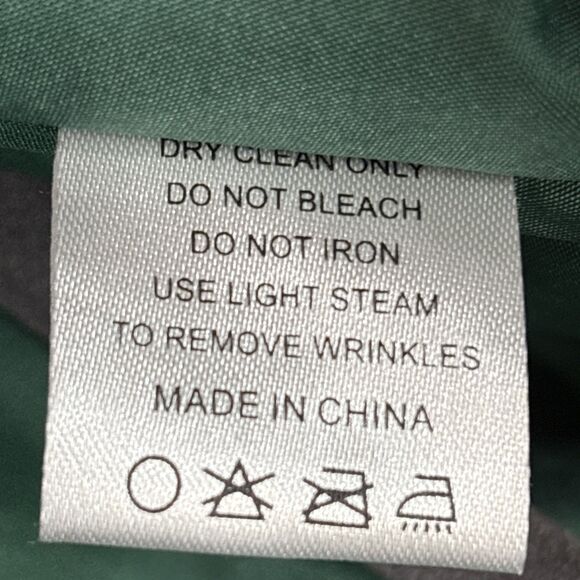 DRY CLEAN ONLY
DO NOT BLEACH
DO NOT IRON
USE LIGHT STEAM
TO REMOVE WRINKLES
MADE IN CHINA